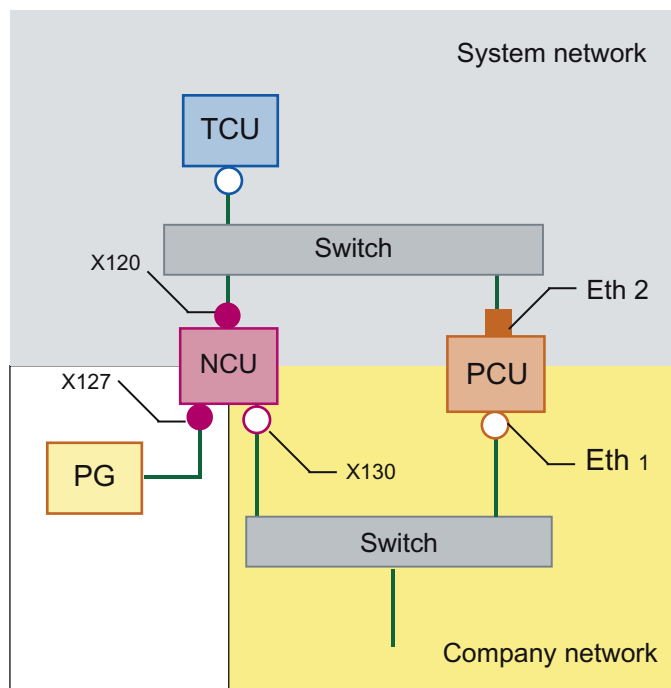 System network
TCU
Switch
X120
Eth 2
NCU
PCU
X127
PG
X130
Eth 1
Switch
Company network